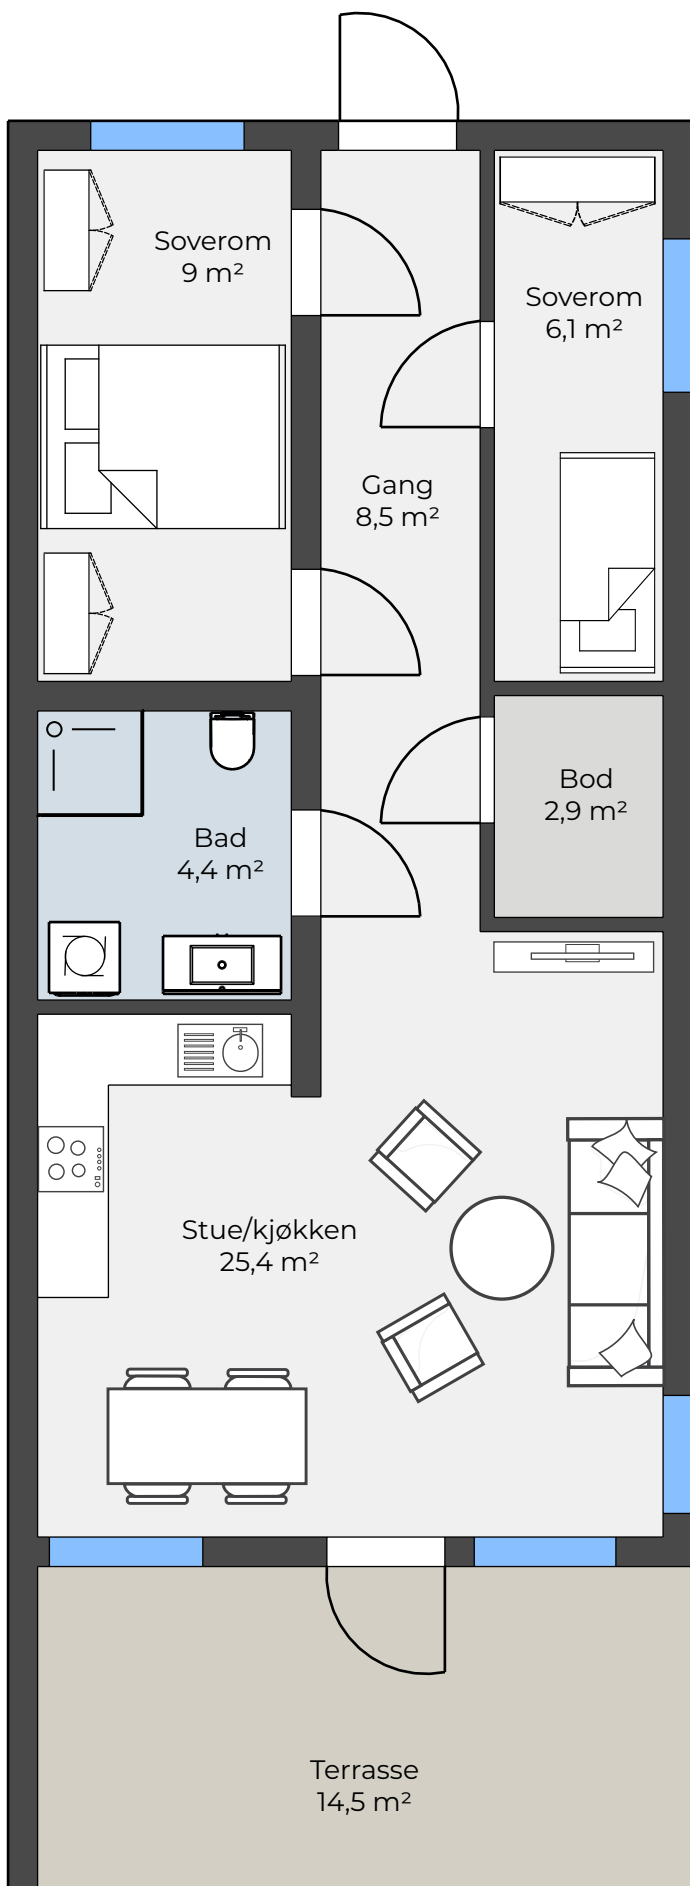 Soverom
9 m²
Soverom
6,1 m²
Gang
8,5 m²
Bod
2,9 m²
Bad
4,4 m²
Stue/kjøkken
25,4 m²
Terrasse
14,5 m²